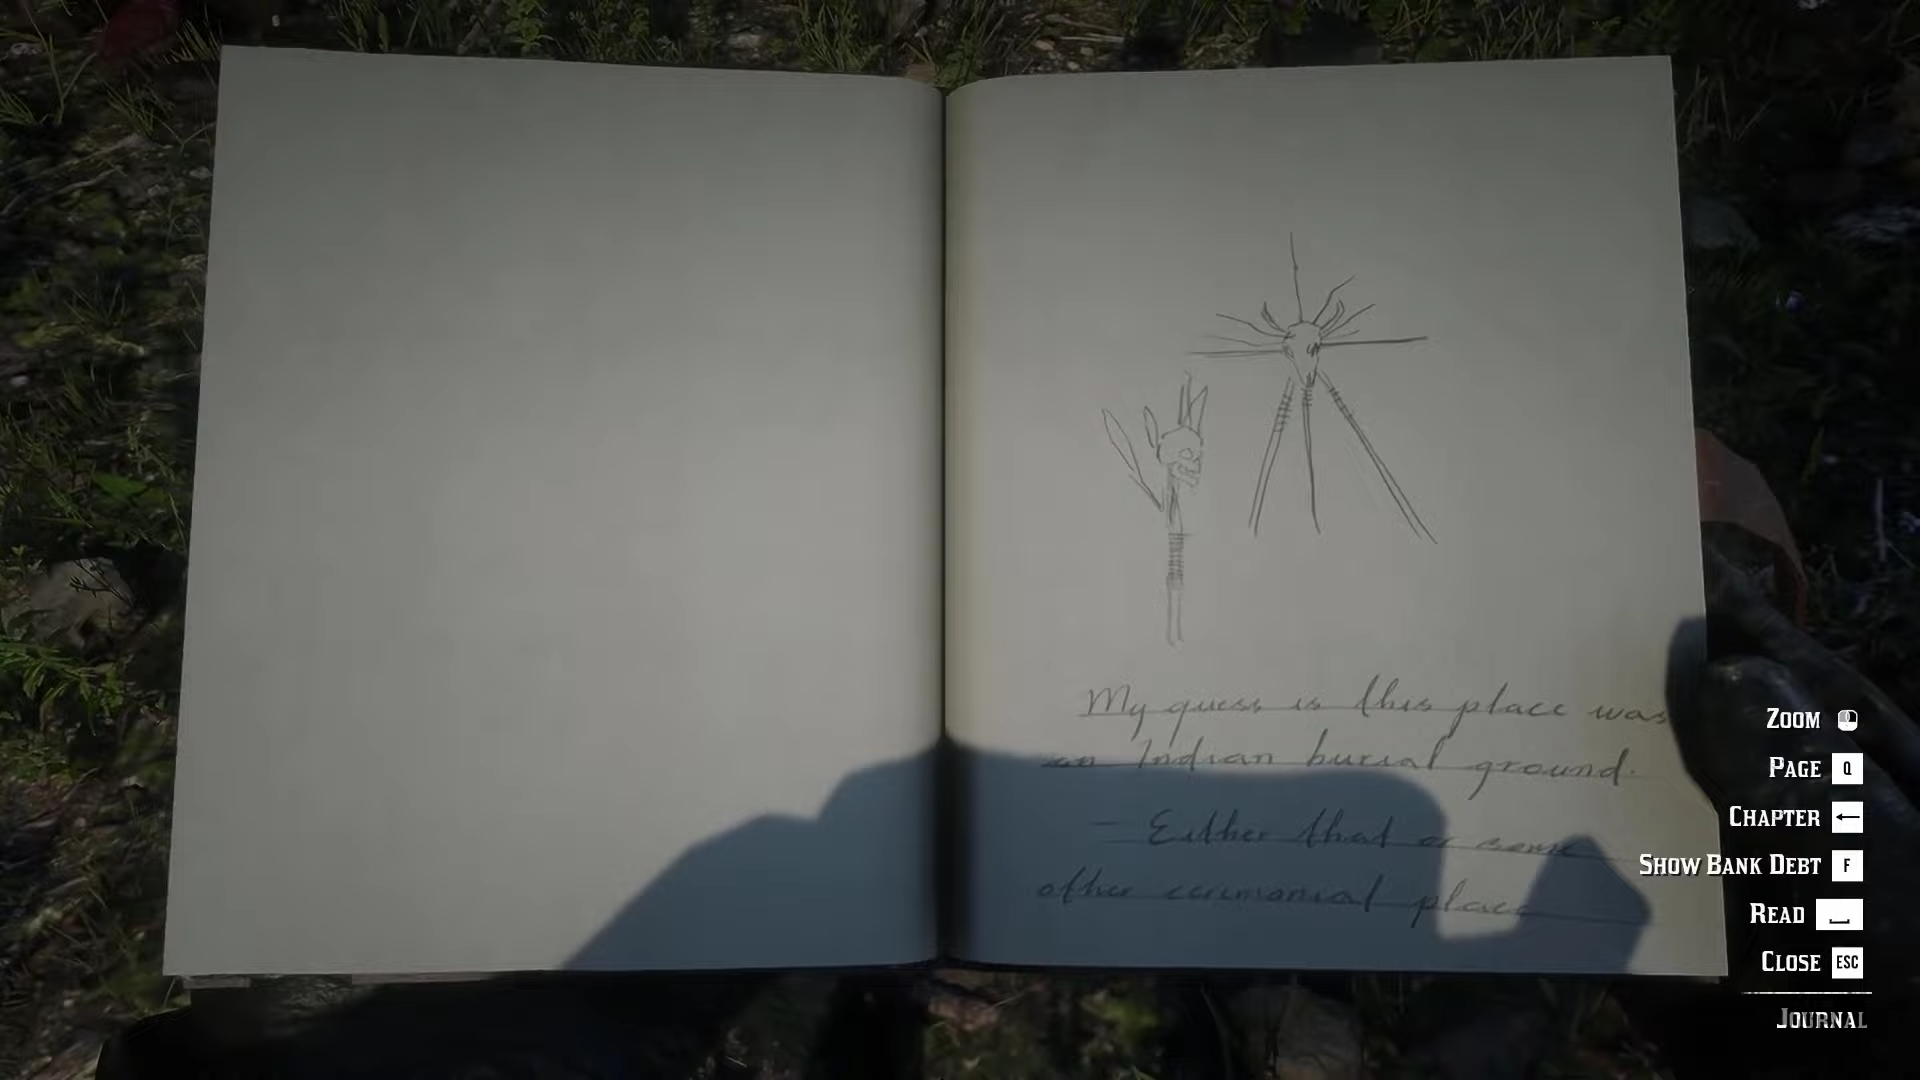 My guess is this place was
an Indian burial ground.
- Either that or some
other cerimonial place
ZOOM
PAGE Q
CHAPTER ←
SHOW BANK DEBT F
READ
CLOSE ESC
JOURNAL